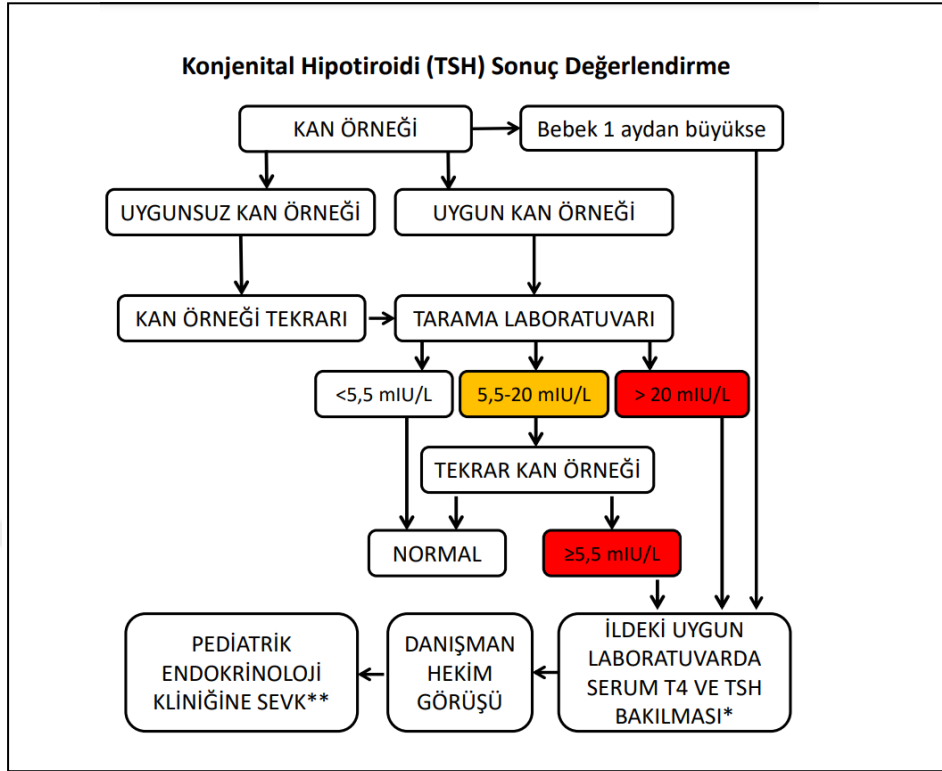 Konjenital Hipotiroidi (TSH) Sonuç Değerlendirme
KAN ÖRNEĞİ
Bebek 1 aydan büyükse
UYGUNSUZ KAN ÖRNEĞİ
UYGUN KAN ÖRNEĞİ
KAN ÖRNEĞİ TEKRARI
TARAMA LABORATUVARI
<5,5 mIU/L
5,5-20 mIU/L
> 20 mIU/L
TEKRAR KAN ÖRNEĞİ
NORMAL
≥5,5 mIU/L
PEDİATRİK
ENDOKRİNOLOJİ
KLİNİĞİNE SEVK**
DANIŞMAN
HEKİM
GÖRÜŞÜ
İLDEKİ UYGUN
LABORATUVARDA
SERUM T4 VE TSH
BAKILMASI*